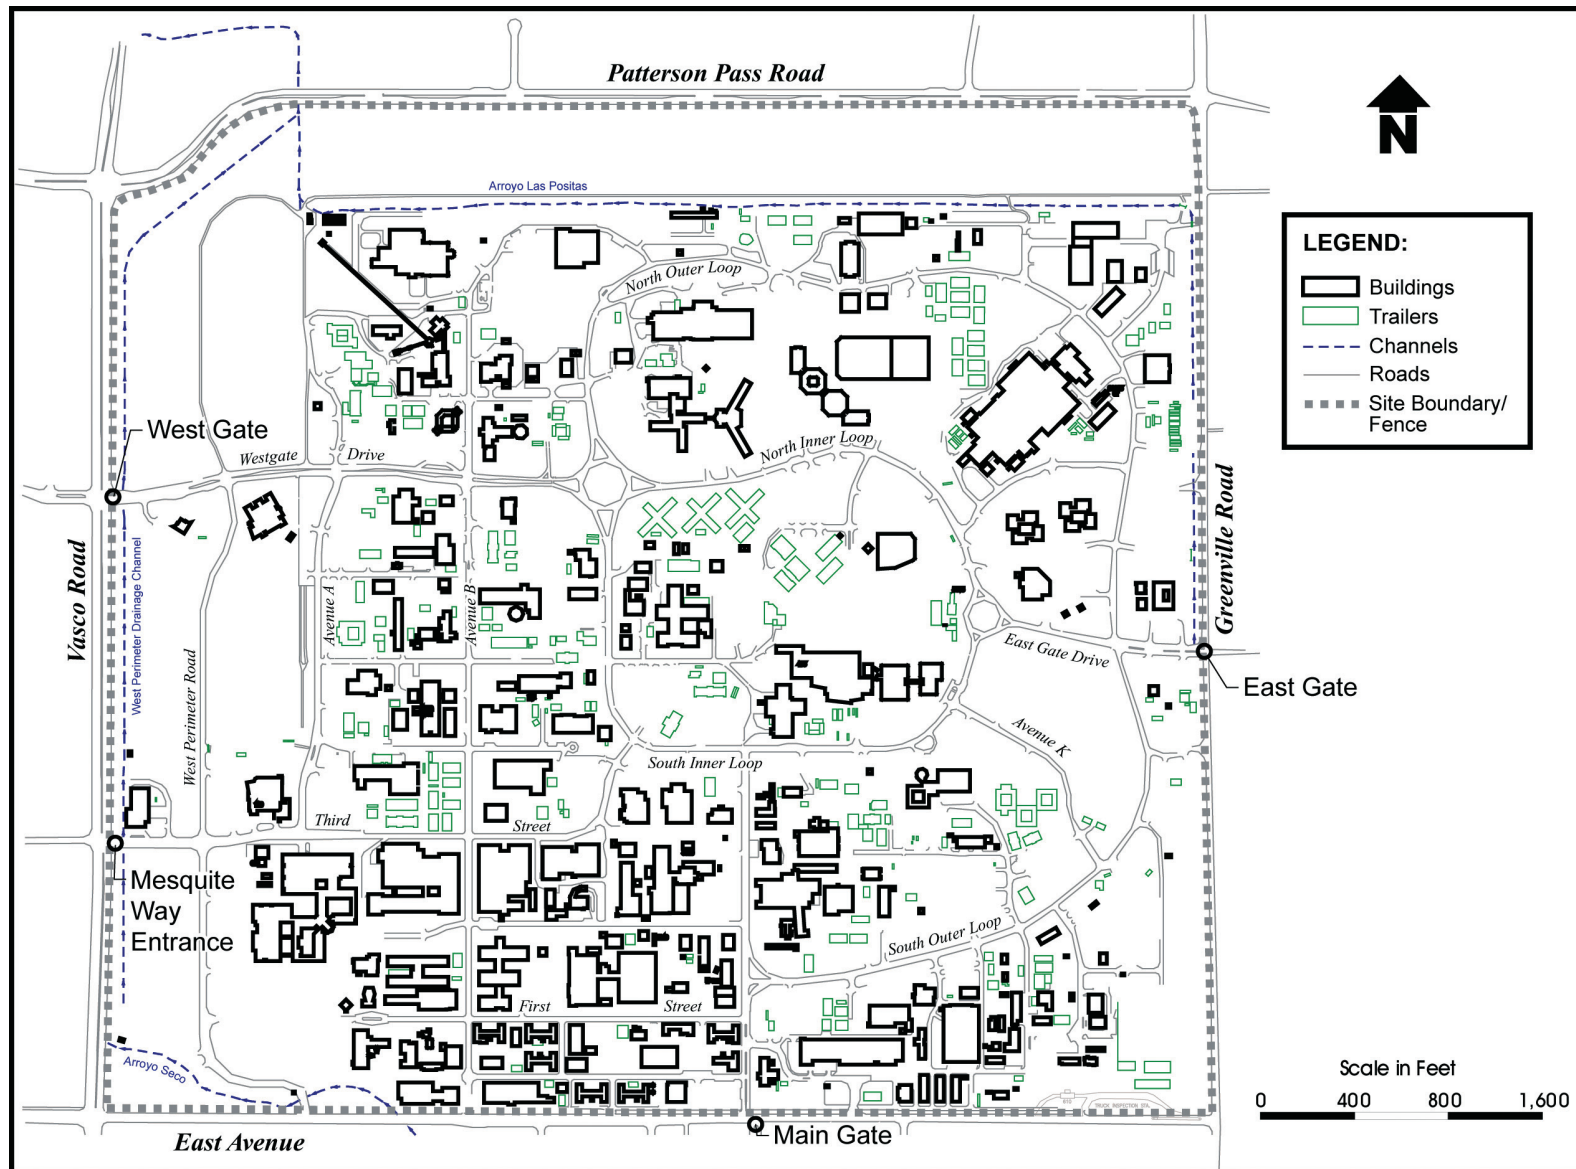 Patterson Pass Road
N
Arroyo Las Positas
LEGEND:
Buildings
Trailers
Channels
Roads
Site Boundary/
Fence
North Outer Loop
West Gate
Westgate
Drive
North Inner Loop
Vasco Road
West Perimeter Drainage Channel
Avenue A
Avenue B
Greenville Road
West Perimeter Road
East Gate Drive
East Gate
Avenue K
South Inner Loop
Third
Street
Mesquite
Way
Entrance
South Outer Loop
First
Street
Arroyo Seco
Scale in Feet
0
400
800
1,600
TRUCK INSPECTION STA.
East Avenue
Main Gate